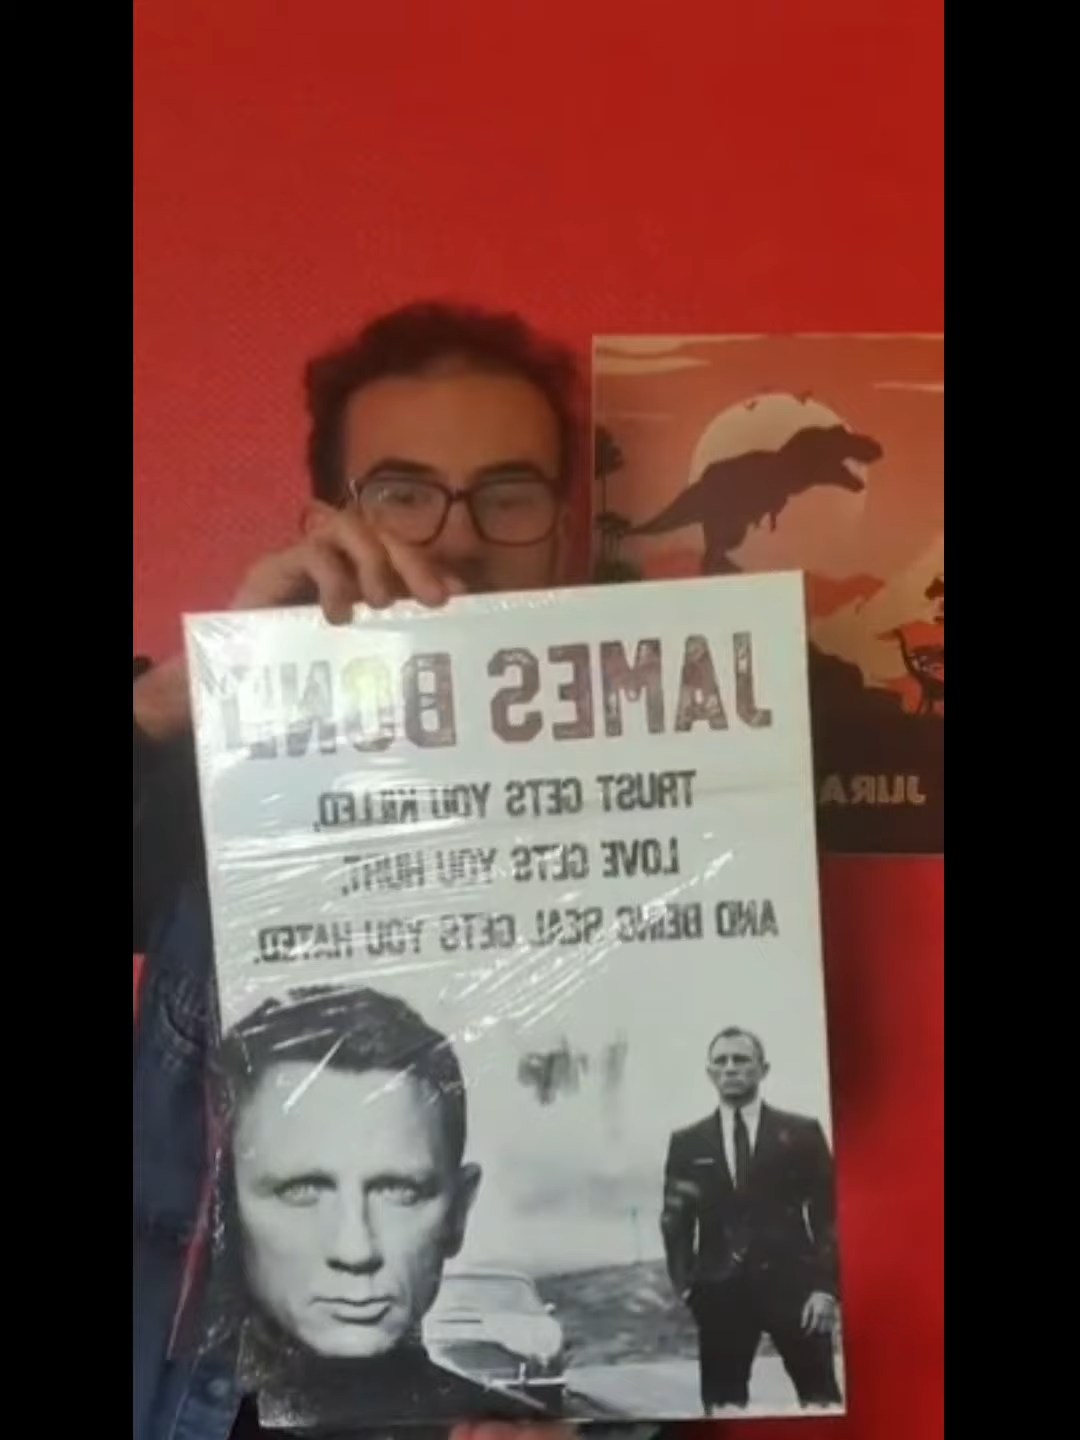 JAMES BOND
TRUST GETS YOU KILLED,
LOVE GETS YOU HURT,
AND BEING REAL GETS YOU HATED.
JURA